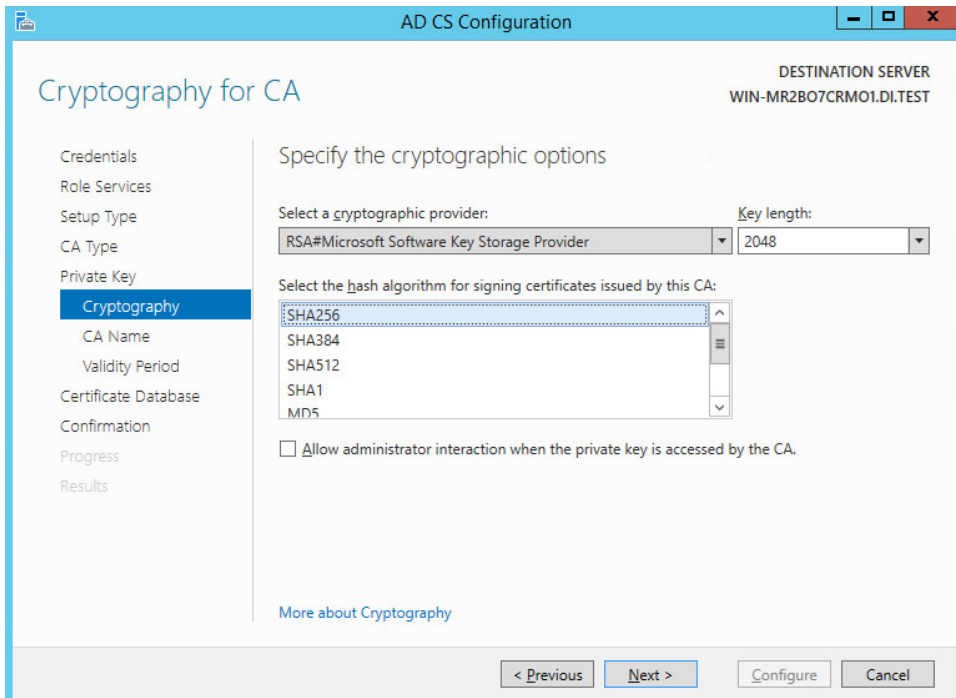 AD CS Configuration
Cryptography for CA
DESTINATION SERVER
WIN-MR2BO7CRMO1.DI.TEST
Credentials
Role Services
Setup Type
CA Type
Private Key
Cryptography
CA Name
Validity Period
Certificate Database
Confirmation
Progress
Results
Specify the cryptographic options
Select a cryptographic provider:
Key length:
RSA#Microsoft Software Key Storage Provider
2048
Select the hash algorithm for signing certificates issued by this CA:
SHA256
SHA384
SHA512
SHA1
MD5
Allow administrator interaction when the private key is accessed by the CA.
More about Cryptography
< Previous
Next >
Configure
Cancel